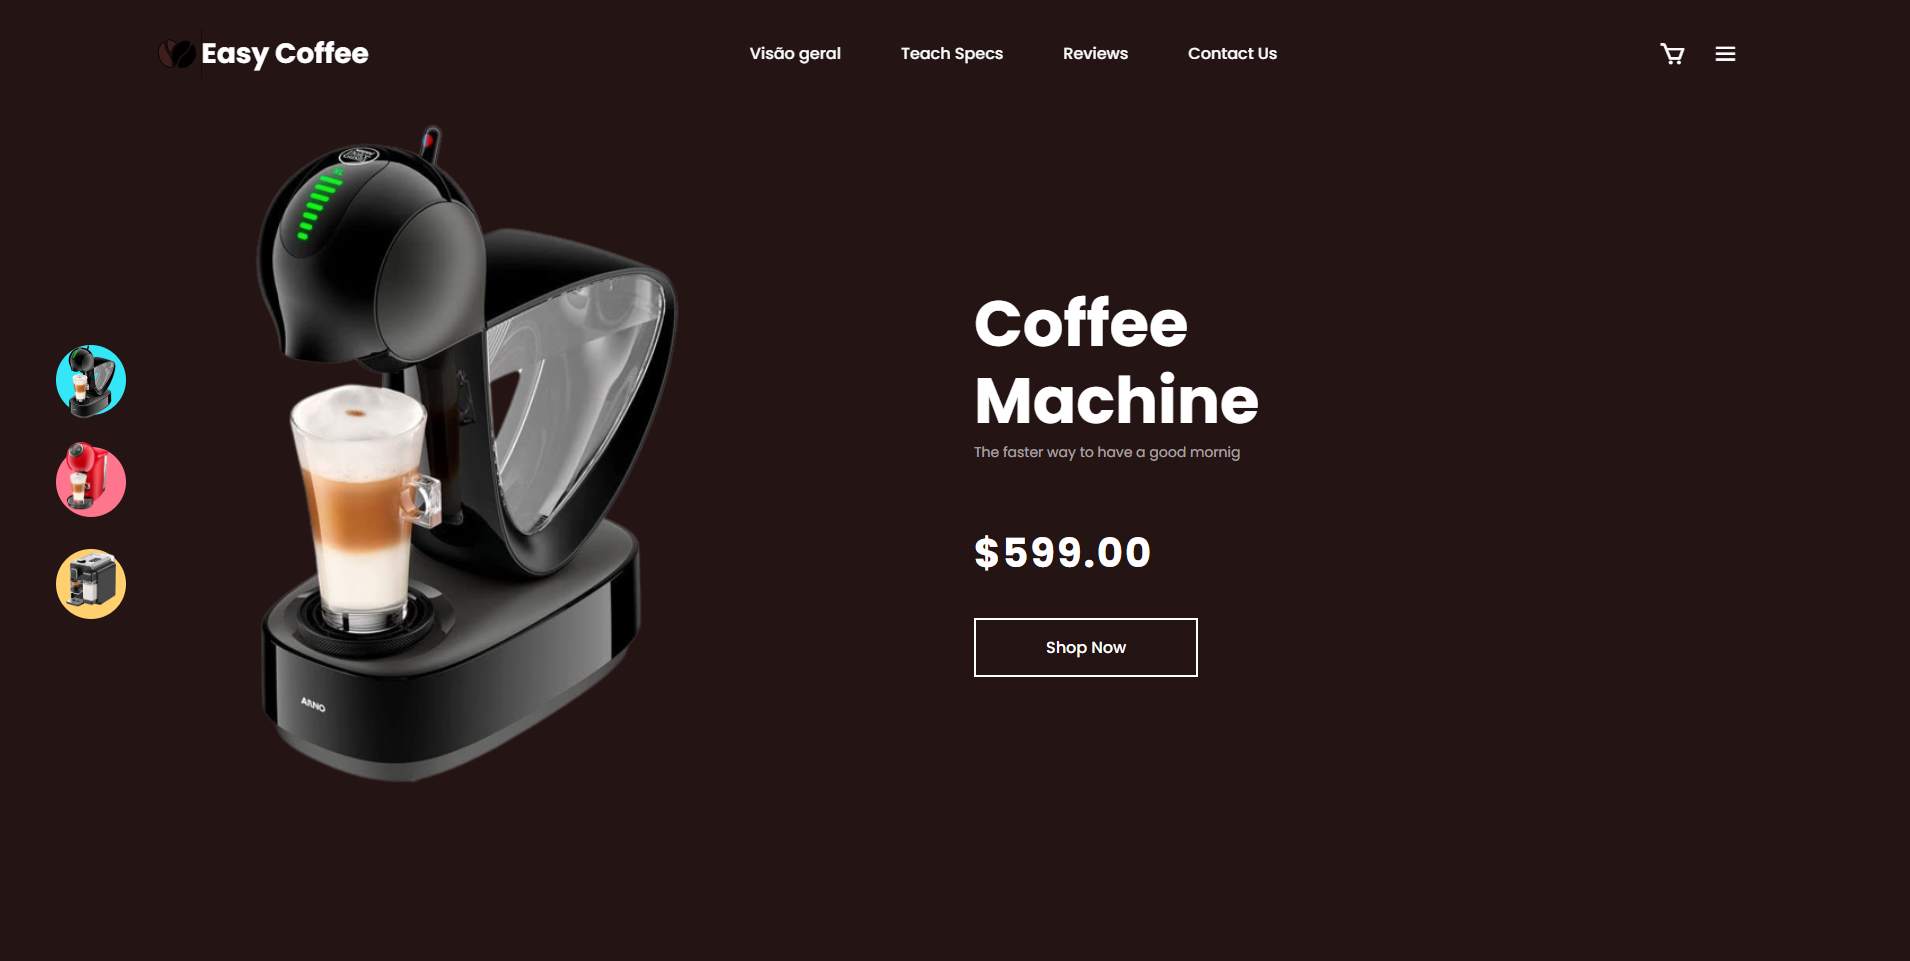 Easy Coffee
Visão geral
Teach Specs
Reviews
Contact Us
Coffee
Machine
The faster way to have a good mornig
$599.00
Shop Now
ARNO